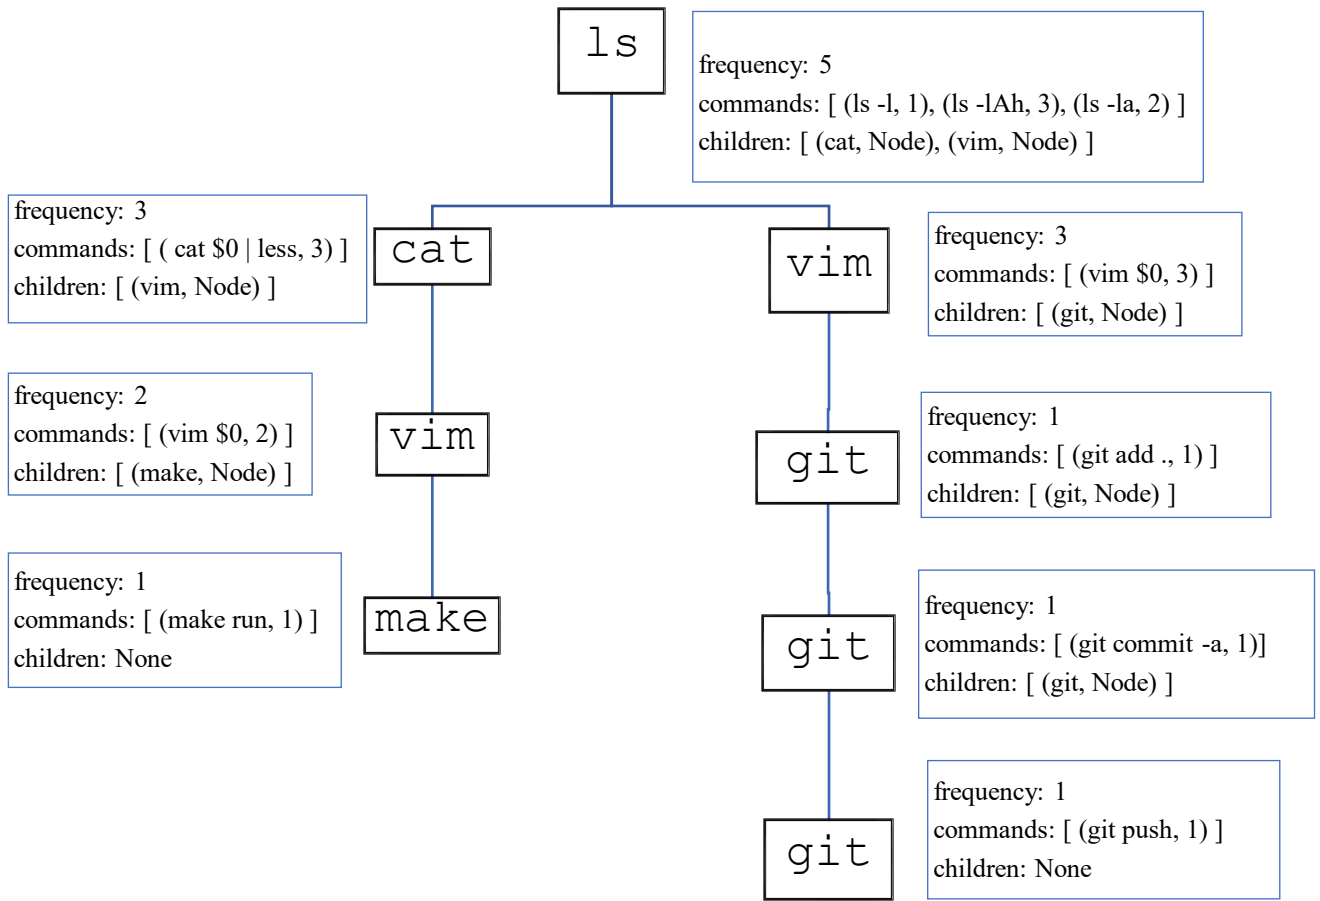 ls
frequency: 5
commands: [ (ls -l, 1), (ls -lAh, 3), (ls -la, 2) ]
children: [ (cat, Node), (vim, Node) ]
frequency: 3
commands: [ ( cat $0 | less, 3) ]
children: [ (vim, Node) ]
cat
vim
frequency: 3
commands: [ (vim $0, 3) ]
children: [ (git, Node) ]
frequency: 2
commands: [ (vim $0, 2) ]
children: [ (make, Node) ]
vim
git
frequency: 1
commands: [ (git add ., 1) ]
children: [ (git, Node) ]
frequency: 1
commands: [ (make run, 1) ]
children: None
make
git
frequency: 1
commands: [ (git commit -a, 1)]
children: [ (git, Node) ]
git
frequency: 1
commands: [ (git push, 1) ]
children: None